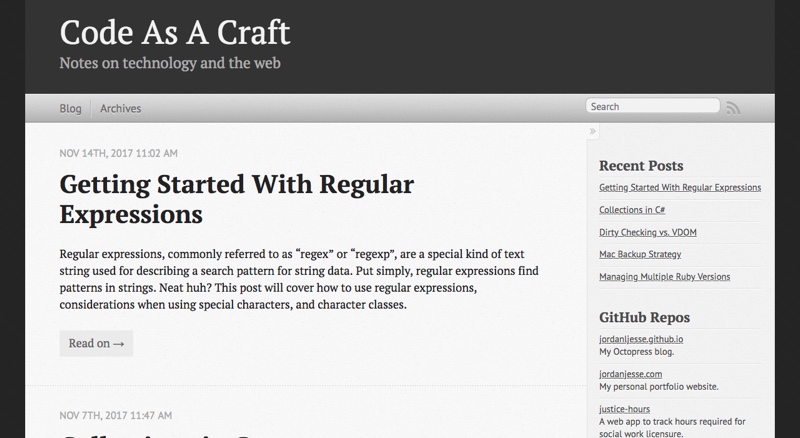 Code As A Craft
Notes on technology and the web
Blog
Archives
Search
NOV 14TH, 2017 11:02 AM
Getting Started With Regular
Expressions
Regular expressions, commonly referred to as “regex” or “regexp”, are a special kind of text
string used for describing a search pattern for string data. Put simply, regular expressions find
patterns in strings. Neat huh? This post will cover how to use regular expressions,
considerations when using special characters, and character classes.
Read on →
NOV 7TH, 2017 11:47 AM
»
Recent Posts
Getting Started With Regular Expressions
Collections in C#
Dirty Checking vs. VDOM
Mac Backup Strategy
Managing Multiple Ruby Versions
GitHub Repos
jordanljesse.github.io
My Octopress blog.
jordanjesse.com
My personal portfolio website.
justice-hours
A web app to track hours required for
social work licensure.